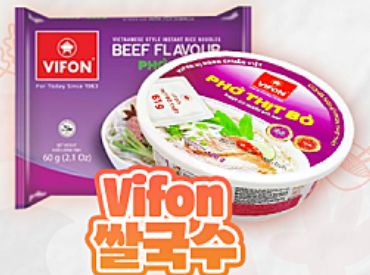 VIETNAMESE STYLE INSTANT RICE NOODLES
BEEF FLAVOUR
PHỞ
VIFON
For Today Since 1963
60 g (2,1 Oz)
VIFON
PHỞ THỊT BÒ
Vifon
쌀국수